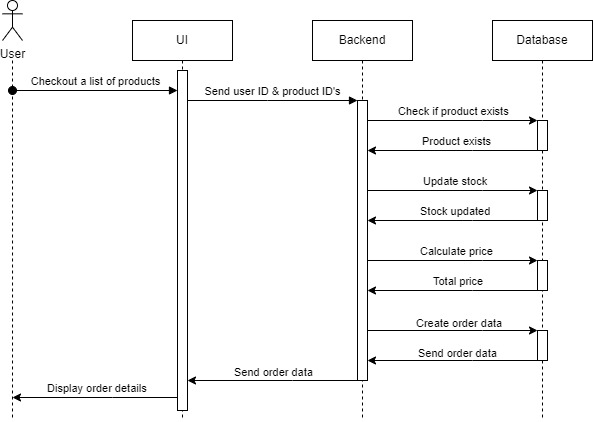 User
UI
Backend
Database
Checkout a list of products
Send user ID & product ID's
Check if product exists
Product exists
Update stock
Stock updated
Calculate price
Total price
Create order data
Send order data
Send order data
Display order details